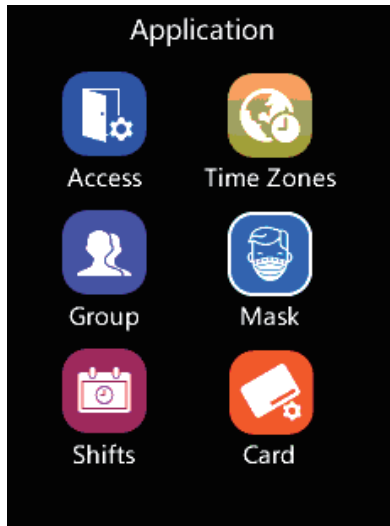 Application
Access
Time Zones
Group
Mask
Shifts
Card